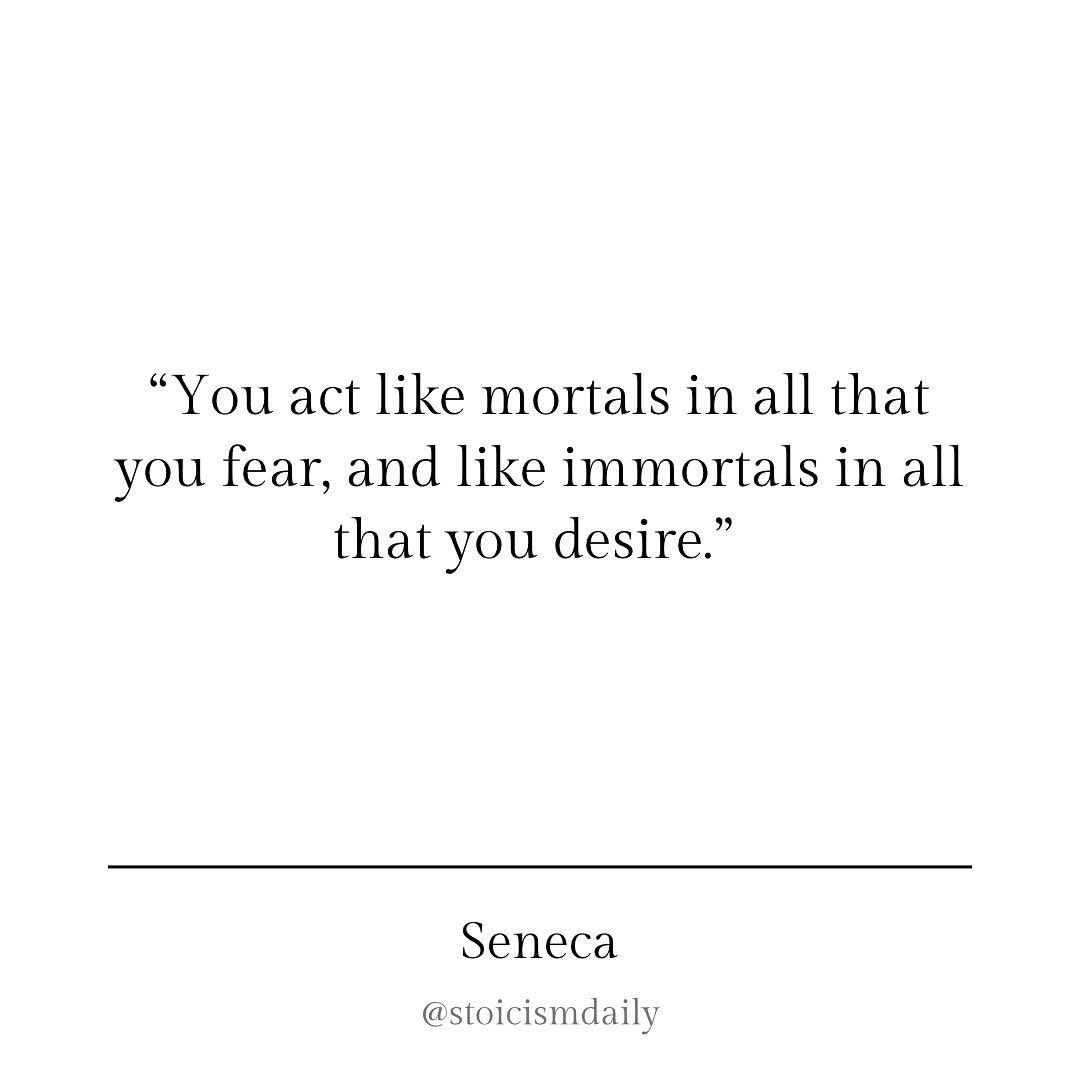 “You act like mortals in all that
you fear, and like immortals in all
that you desire.”
Seneca
@stoicismdaily